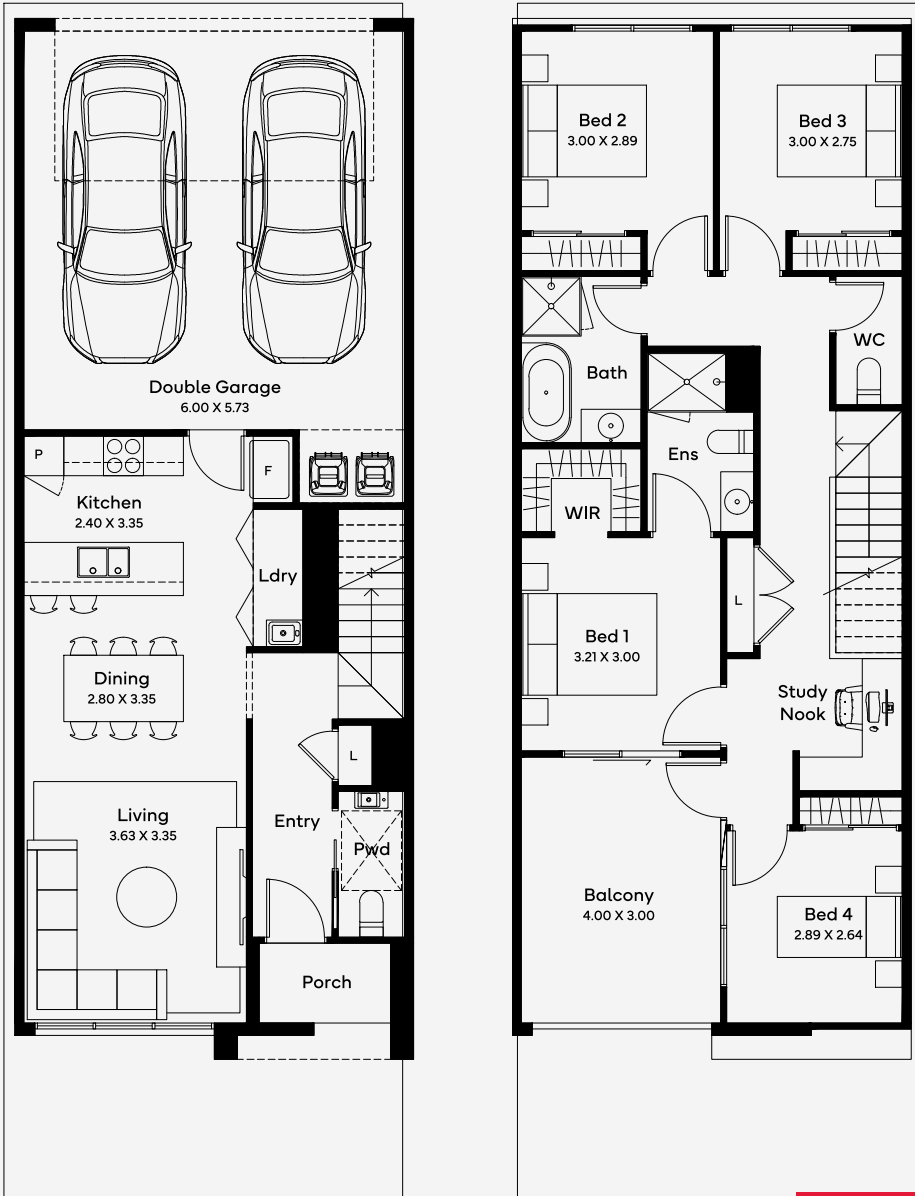 Double Garage
6.00 X 5.73
P
F
Kitchen
2.40 X 3.35
Ldry
Dining
2.80 X 3.35
L
Living
3.63 X 3.35
Entry
Pwd
Porch
Bed 2
3.00 X 2.89
Bed 3
3.00 X 2.75
WC
Bath
Ens
WIR
L
Bed 1
3.21 X 3.00
Study
Nook
Balcony
4.00 X 3.00
Bed 4
2.89 X 2.64